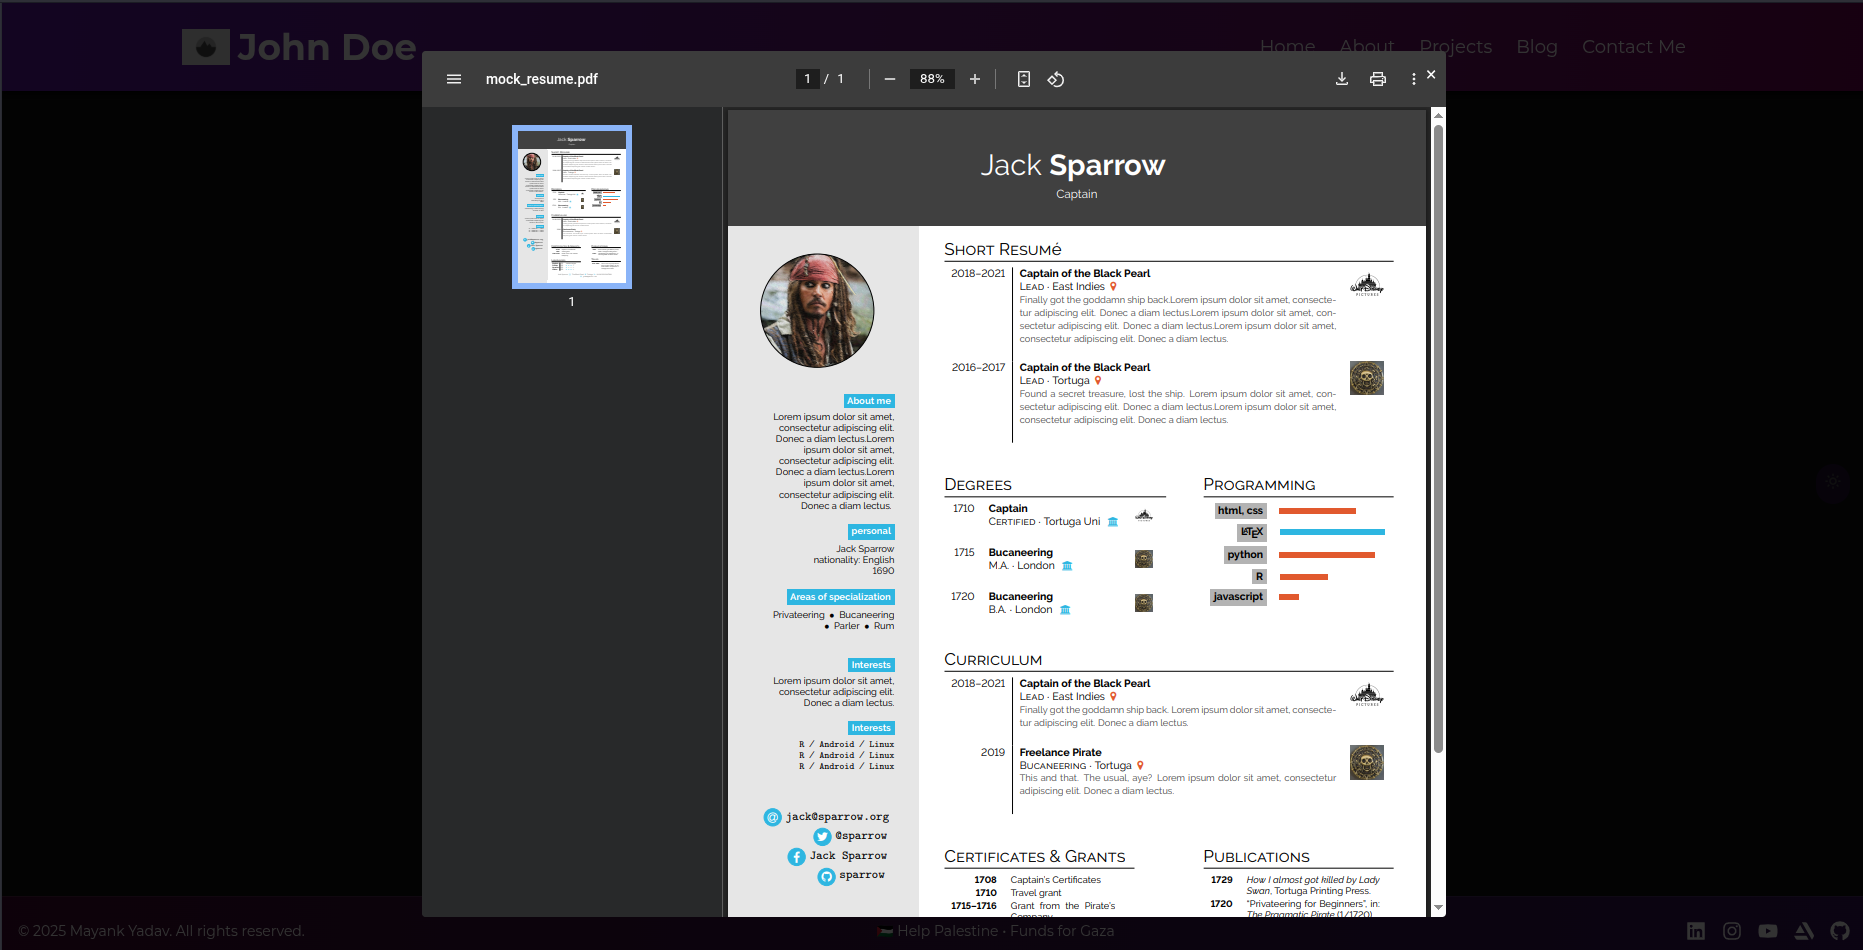 John Doe
Home About Projects Blog Contact Me
mock_resume.pdf
1 / 1
88%
1
Jack Sparrow
Captain
About me
Lorem ipsum dolor sit amet,
consectetur adipiscing elit.
Donec a diam lectus.Lorem
ipsum dolor sit amet,
consectetur adipiscing elit.
Donec a diam lectus.Lorem
ipsum dolor sit amet,
consectetur adipiscing elit.
Donec a diam lectus.
personal
Jack Sparrow
nationality: English
1690
Areas of specialization
Privateering • Bucaneering
• Parler • Rum
Interests
Lorem ipsum dolor sit amet,
consectetur adipiscing elit.
Donec a diam lectus.
Interests
R / Android / Linux
R / Android / Linux
R / Android / Linux
jack@sparrow.org
@sparrow
Jack Sparrow
sparrow
Short Resumé
2018–2021 Captain of the Black Pearl
Lead · East Indies
Finally got the goddamn ship back.Lorem ipsum dolor sit amet, consecte-
tur adipiscing elit. Donec a diam lectus.Lorem ipsum dolor sit amet, con-
sectetur adipiscing elit. Donec a diam lectus.Lorem ipsum dolor sit amet,
consectetur adipiscing elit. Donec a diam lectus.
Walt Disney
PICTURES
2016–2017 Captain of the Black Pearl
Lead · Tortuga
Found a secret treasure, lost the ship. Lorem ipsum dolor sit amet, con-
sectetur adipiscing elit. Donec a diam lectus.Lorem ipsum dolor sit amet,
consectetur adipiscing elit. Donec a diam lectus.
Degrees
1710 Captain
Certified · Tortuga Uni
1715 Bucaneering
M.A. · London
1720 Bucaneering
B.A. · London
Programming
html, css
LATEX
python
R
javascript
Curriculum
2018–2021 Captain of the Black Pearl
Lead · East Indies
Finally got the goddamn ship back. Lorem ipsum dolor sit amet, consecte-
tur adipiscing elit. Donec a diam lectus.
Walt Disney
PICTURES
2019 Freelance Pirate
Bucaneering · Tortuga
This and that. The usual, aye? Lorem ipsum dolor sit amet, consectetur
adipiscing elit. Donec a diam lectus.
Certificates & Grants
1708 Captain's Certificates
1710 Travel grant
1715–1716 Grant from the Pirate's
Company
Publications
1729 How I almost got killed by Lady
Swan, Tortuga Printing Press.
1720 "Privateering for Beginners", in:
The Pragmatic Pirate (1/1720)
© 2025 Mayank Yadav. All rights reserved.
🇵🇸 Help Palestine • Funds for Gaza